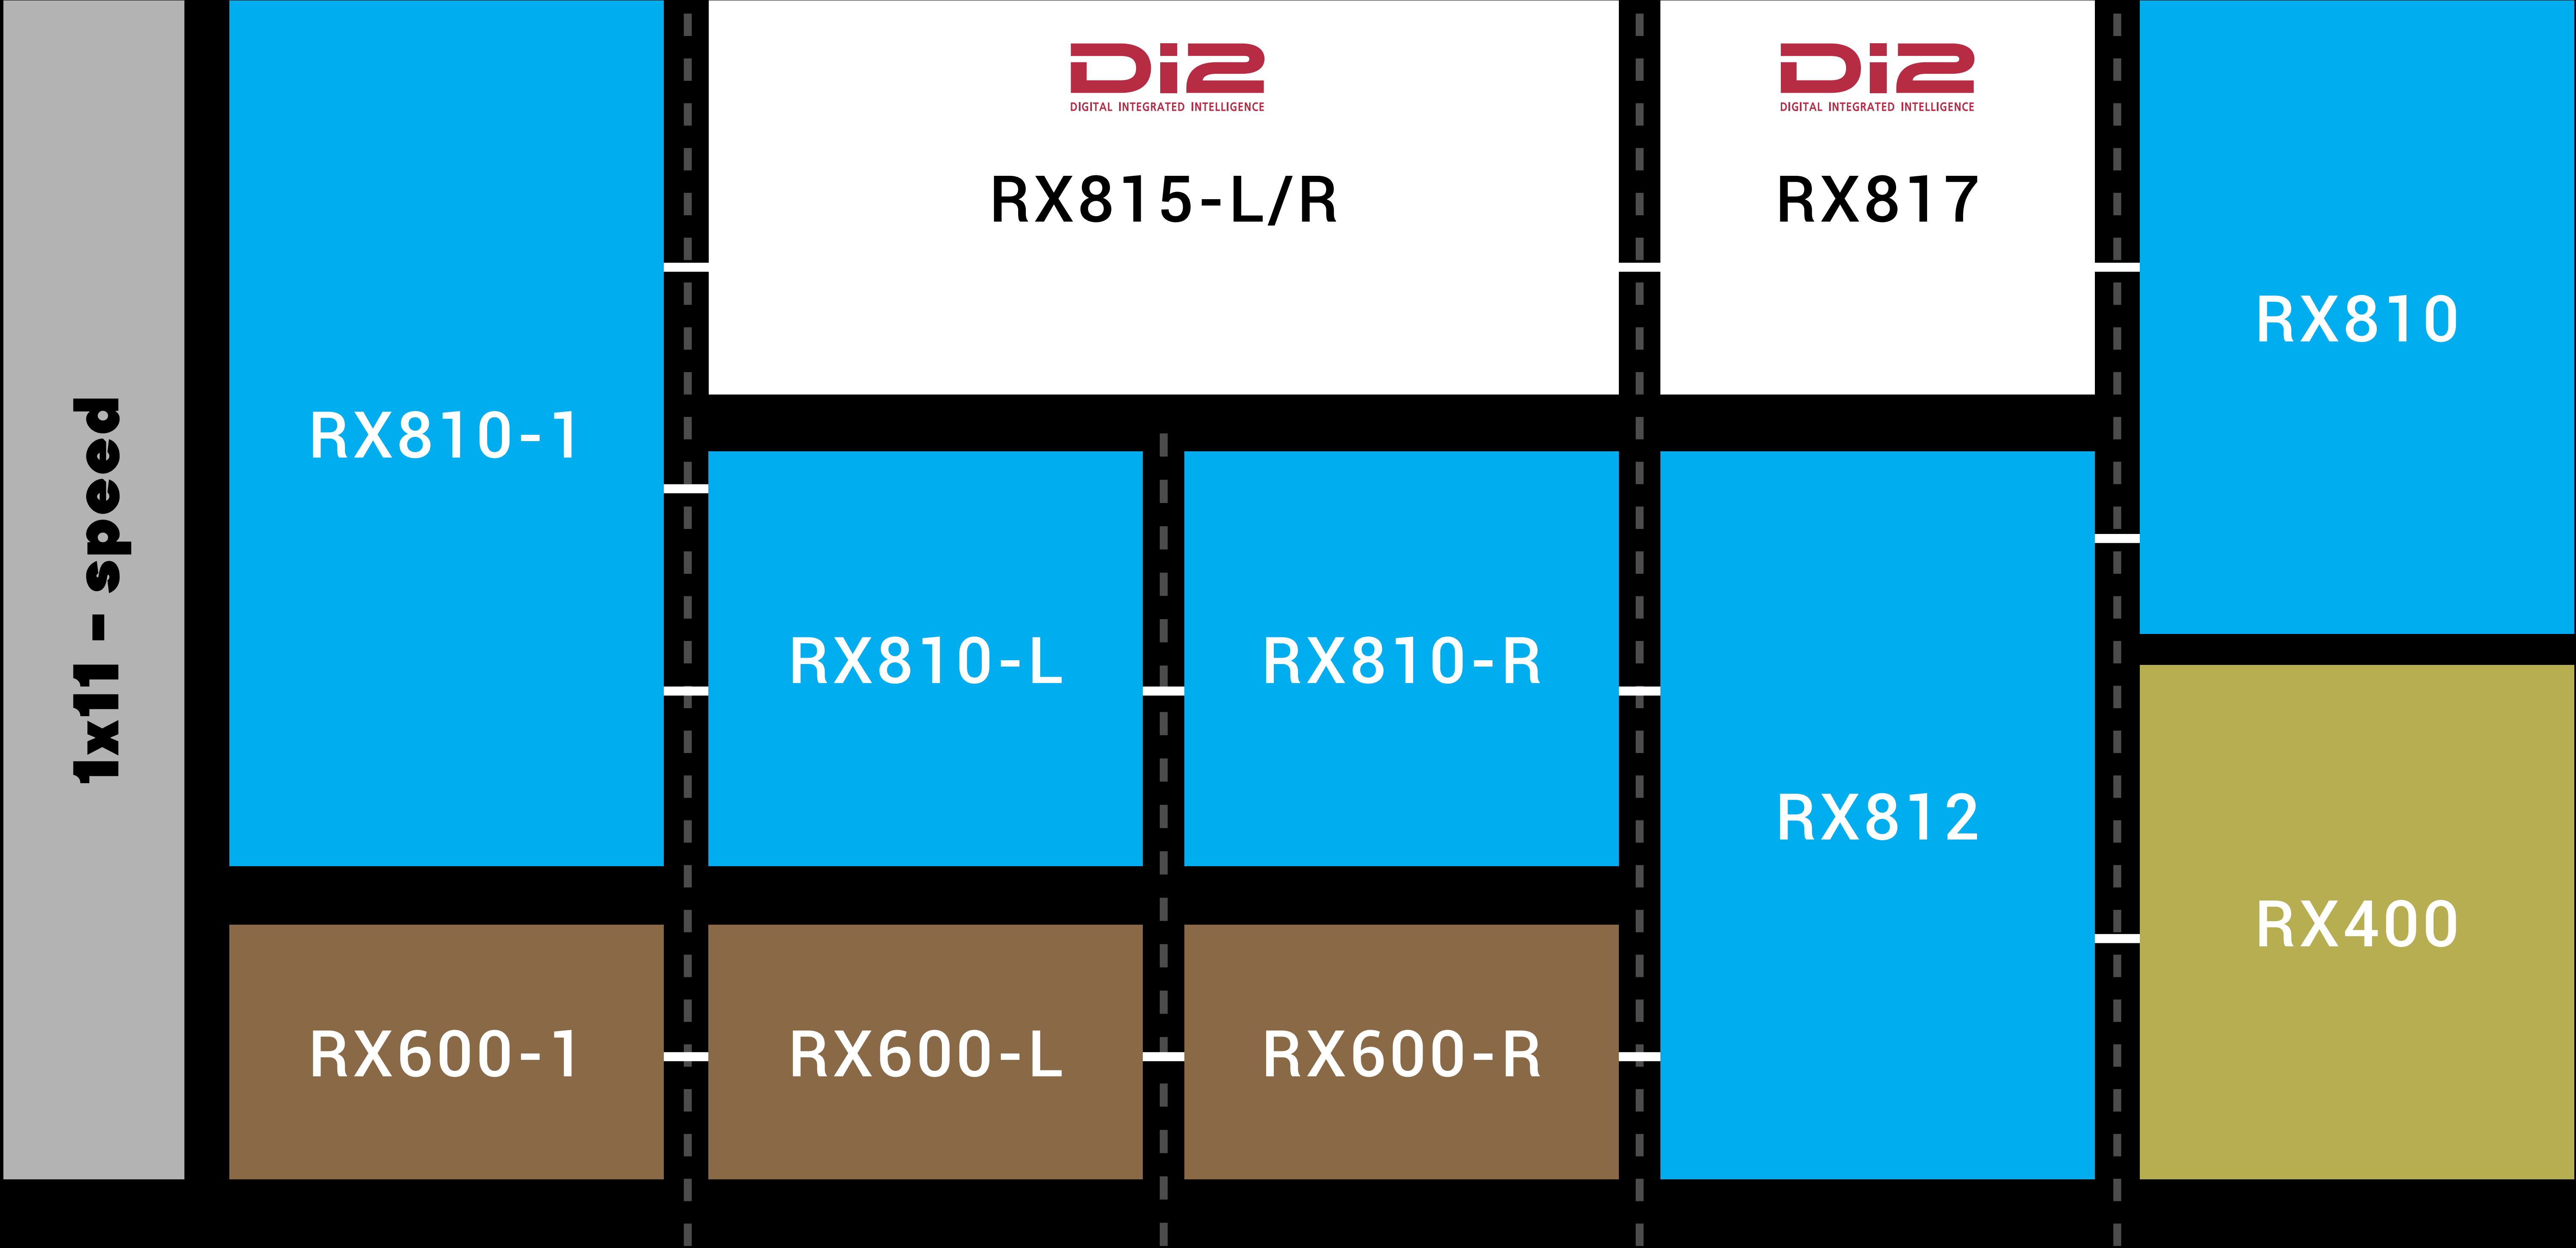 1x11 - speed
RX810-1
Di2
DIGITAL INTEGRATED INTELLIGENCE
RX815-L/R
Di2
DIGITAL INTEGRATED INTELLIGENCE
RX817
RX810
RX810-L
RX810-R
RX812
RX400
RX600-1
RX600-L
RX600-R